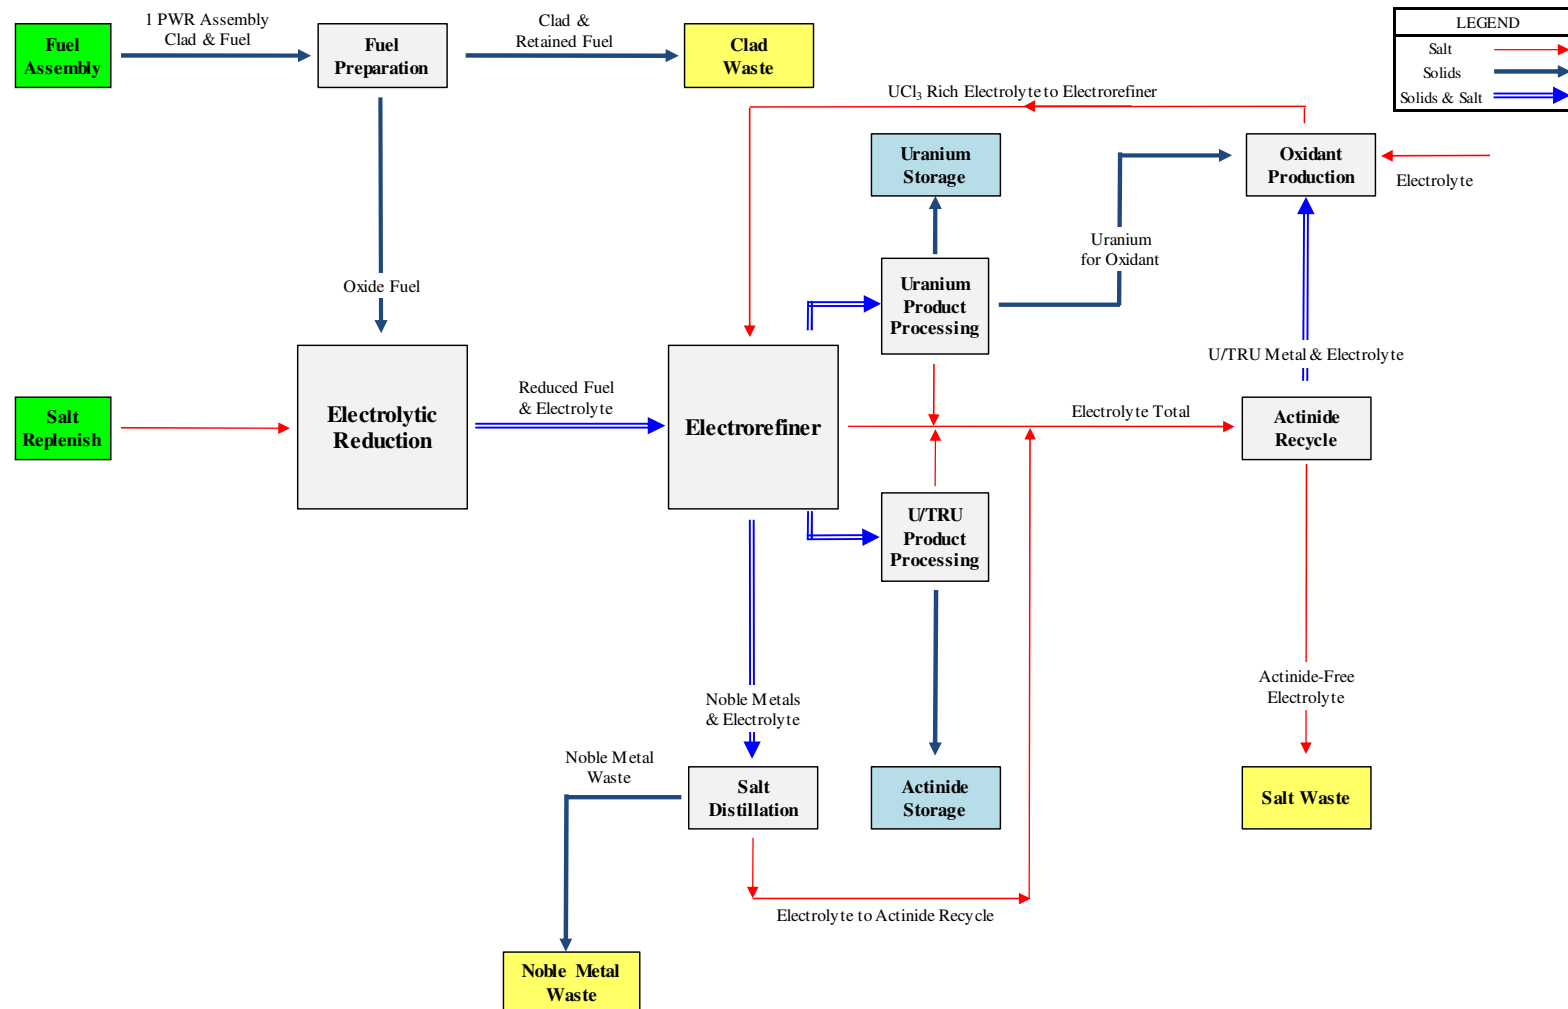 1 PWR Assembly
Clad & Fuel
Clad &
Retained Fuel
LEGEND
Salt
Solids
Solids & Salt
Fuel
Assembly
Fuel
Preparation
Clad
Waste
UCl₃ Rich Electrolyte to Electrorefiner
Uranium
Storage
Oxidant
Production
Electrolyte
Uranium
for Oxidant
Oxide Fuel
Uranium
Product
Processing
U/TRU Metal & Electrolyte
Salt
Replenish
Electrolytic
Reduction
Reduced Fuel
& Electrolyte
Electrorefiner
Electrolyte Total
Actinide
Recycle
U/TRU
Product
Processing
Noble Metals
& Electrolyte
Actinide-Free
Electrolyte
Noble Metal
Waste
Salt
Distillation
Actinide
Storage
Salt Waste
Electrolyte to Actinide Recycle
Noble Metal
Waste